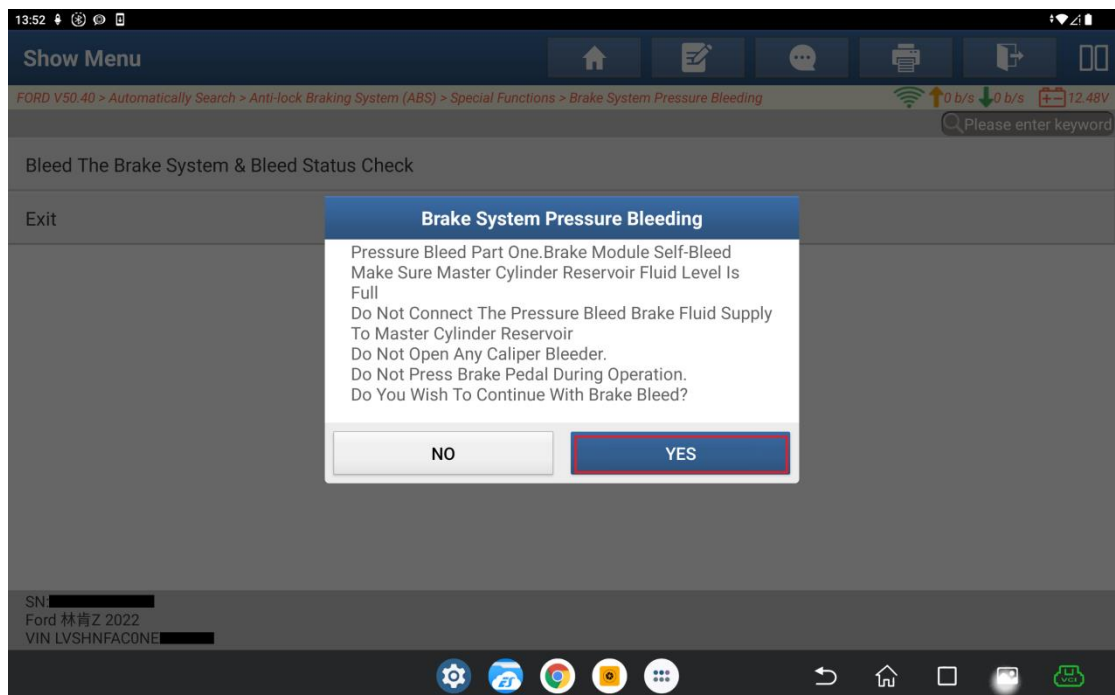 13:52
Show Menu
FORD V50.40 > Automatically Search > Anti-lock Braking System (ABS) > Special Functions > Brake System Pressure Bleeding
0 b/s 0 b/s 12.48V
Please enter keyword
Bleed The Brake System & Bleed Status Check
Exit
Brake System Pressure Bleeding
Pressure Bleed Part One.Brake Module Self-Bleed
Make Sure Master Cylinder Reservoir Fluid Level Is
Full
Do Not Connect The Pressure Bleed Brake Fluid Supply
To Master Cylinder Reservoir
Do Not Open Any Caliper Bleeder.
Do Not Press Brake Pedal During Operation.
Do You Wish To Continue With Brake Bleed?
NO
YES
SN:
Ford 林肯Z 2022
VIN LVSHNFAC0NE
ES
VCI